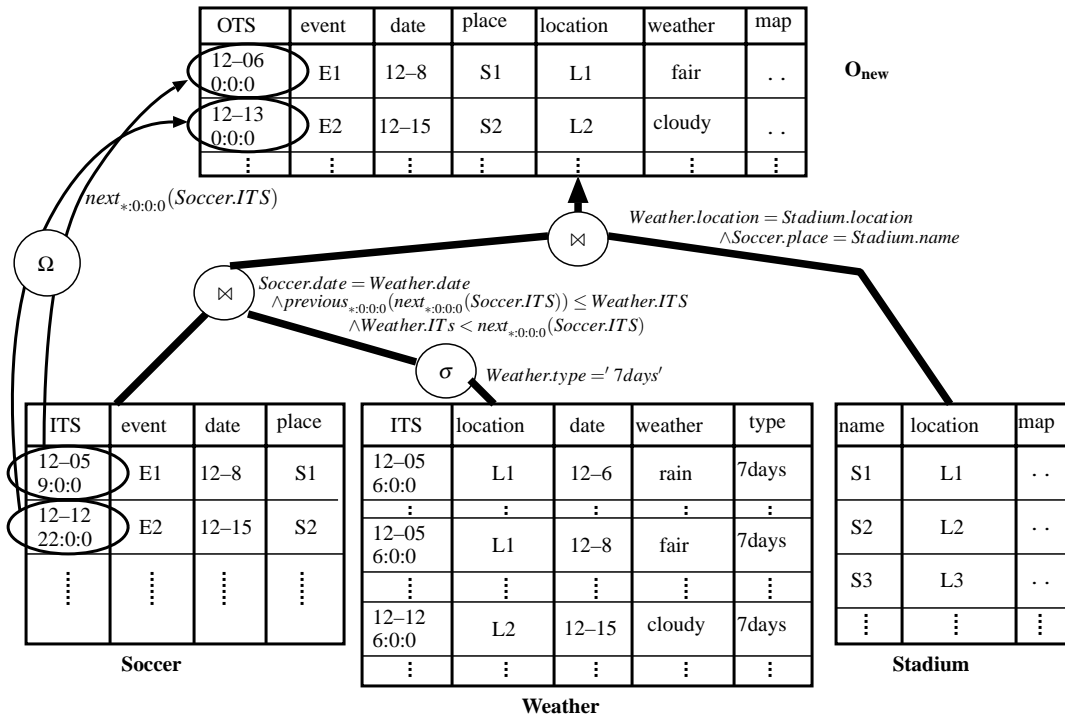 OTS event date place location weather map
12–06 0:0:0 E1 12–8 S1 L1 fair . .
12–13 0:0:0 E2 12–15 S2 L2 cloudy . .
⋮ ⋮ ⋮ ⋮ ⋮ ⋮ ⋮
O_new
next_{*:0:0:0}(Soccer.ITS)
Ω
⋈
Weather.location = Stadium.location
∧Soccer.place = Stadium.name
⋈
Soccer.date = Weather.date
∧previous_{*:0:0:0}(next_{*:0:0:0}(Soccer.ITS)) ≤ Weather.ITS
∧Weather.ITs < next_{*:0:0:0}(Soccer.ITS)
σ
Weather.type =' 7days'
ITS event date place
12–05 9:0:0 E1 12–8 S1
12–12 22:0:0 E2 12–15 S2
⋮ ⋮ ⋮ ⋮
Soccer
ITS location date weather type
12–05 6:0:0 L1 12–6 rain 7days
⋮ ⋮ ⋮ ⋮ ⋮
12–05 6:0:0 L1 12–8 fair 7days
⋮ ⋮ ⋮ ⋮ ⋮
12–12 6:0:0 L2 12–15 cloudy 7days
⋮ ⋮ ⋮ ⋮ ⋮
Weather
name location map
S1 L1 . .
S2 L2 . .
S3 L3 . .
⋮ ⋮ ⋮
Stadium